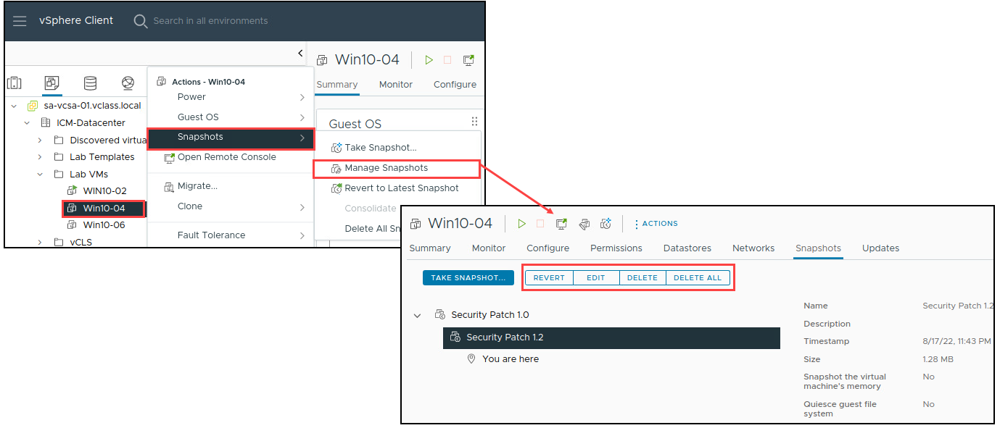 vSphere Client
Search in all environments
Win10-04
Summary Monitor Configure
sa-vcsa-01.vclass.local
ICM-Datacenter
Discovered virtua
Lab Templates
Lab VMs
WIN10-02
Win10-04
Win10-06
vCLS
Actions - Win10-04
Power
Guest OS
Snapshots
Open Remote Console
Migrate...
Clone
Fault Tolerance
Guest OS
Take Snapshot...
Manage Snapshots
Revert to Latest Snapshot
Consolidate
Delete All Sn
Win10-04
ACTIONS
Summary Monitor Configure Permissions Datastores Networks Snapshots Updates
TAKE SNAPSHOT... REVERT EDIT DELETE DELETE ALL
Security Patch 1.0
Security Patch 1.2
You are here
Name Security Patch 1.2
Description
Timestamp 8/17/22, 11:43 PM
Size 1.28 MB
Snapshot the virtual No
machine's memory
Quiesce guest file No
system